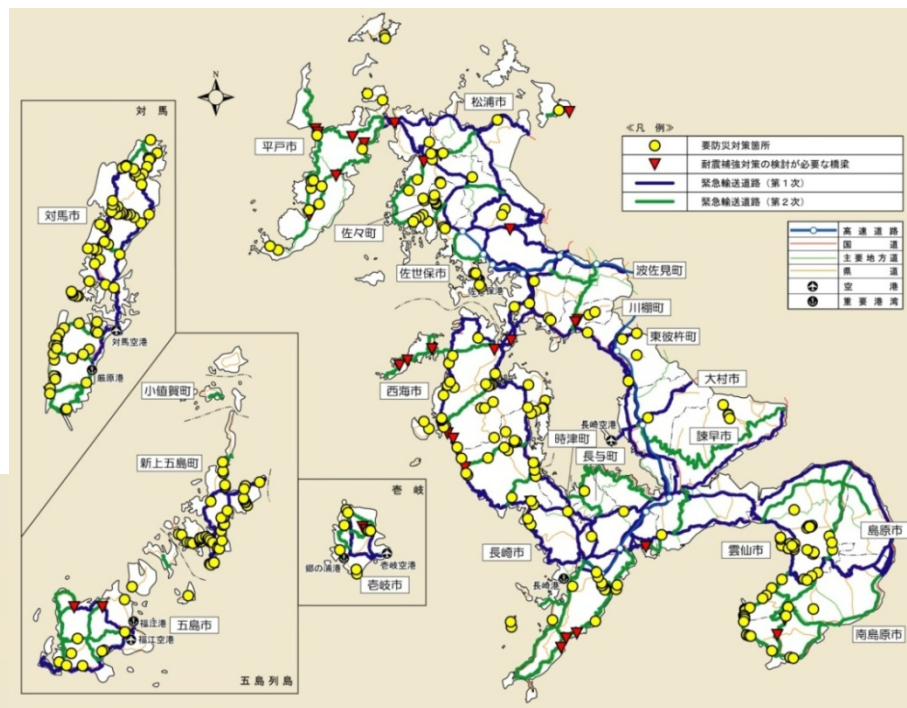 N
対馬
対馬市
対馬空港
厳原港
小値賀町
新上五島町
五島市
福江港
福江空港
五島列島
壱岐
郷の浦港
壱岐空港
壱岐市
平戸市
松浦市
佐々町
佐世保市
佐世保港
波佐見町
川棚町
東彼杵町
西海市
大村市
長崎空港
時津町
長与町
諫早市
長崎市
長崎港
雲仙市
島原市
南島原市
≪凡例≫
要防災対策箇所
耐震補強対策の検討が必要な橋梁
緊急輸送道路（第１次）
緊急輸送道路（第２次）
高速道路
国道
主要地方道
県道
空港
重要港湾